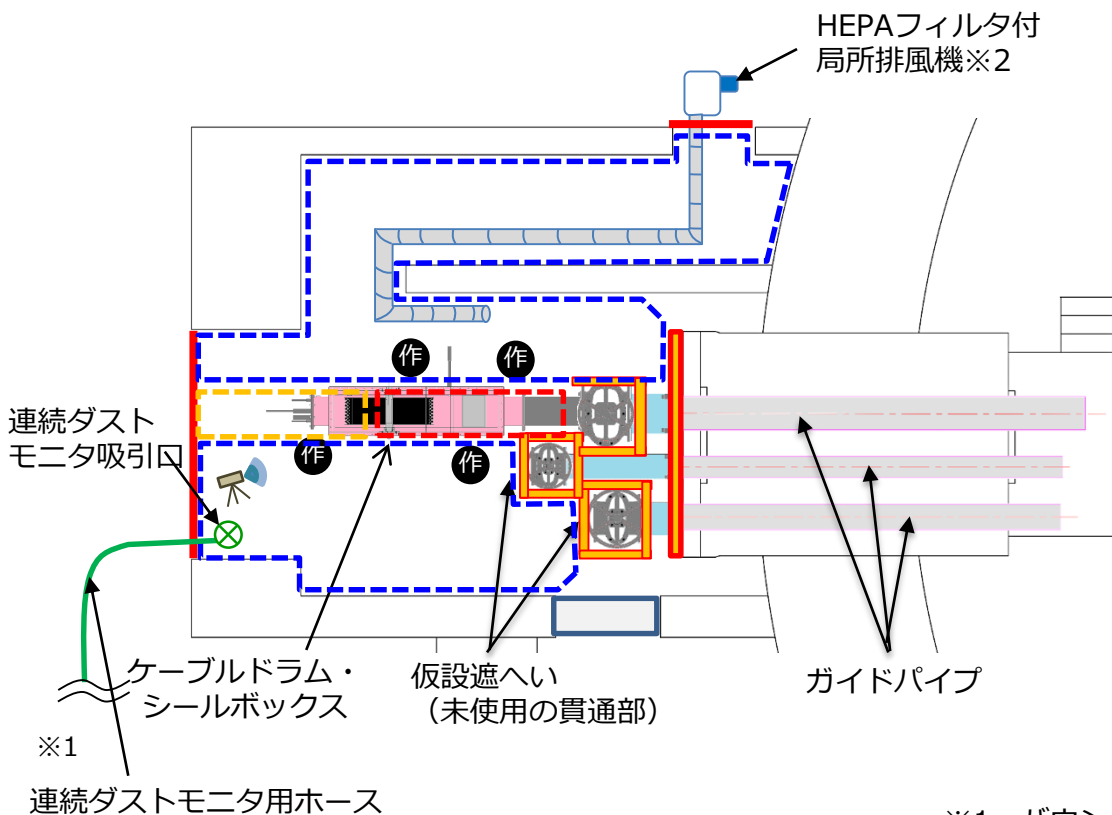 HEPAフィルタ付
局所排風機※2
作
作
連続ダスト
モニタ吸引口
作
作
ケーブルドラム・
シールボックス
仮設遮へい
（未使用の貫通部）
ガイドパイプ
※1
連続ダストモニタ用ホース